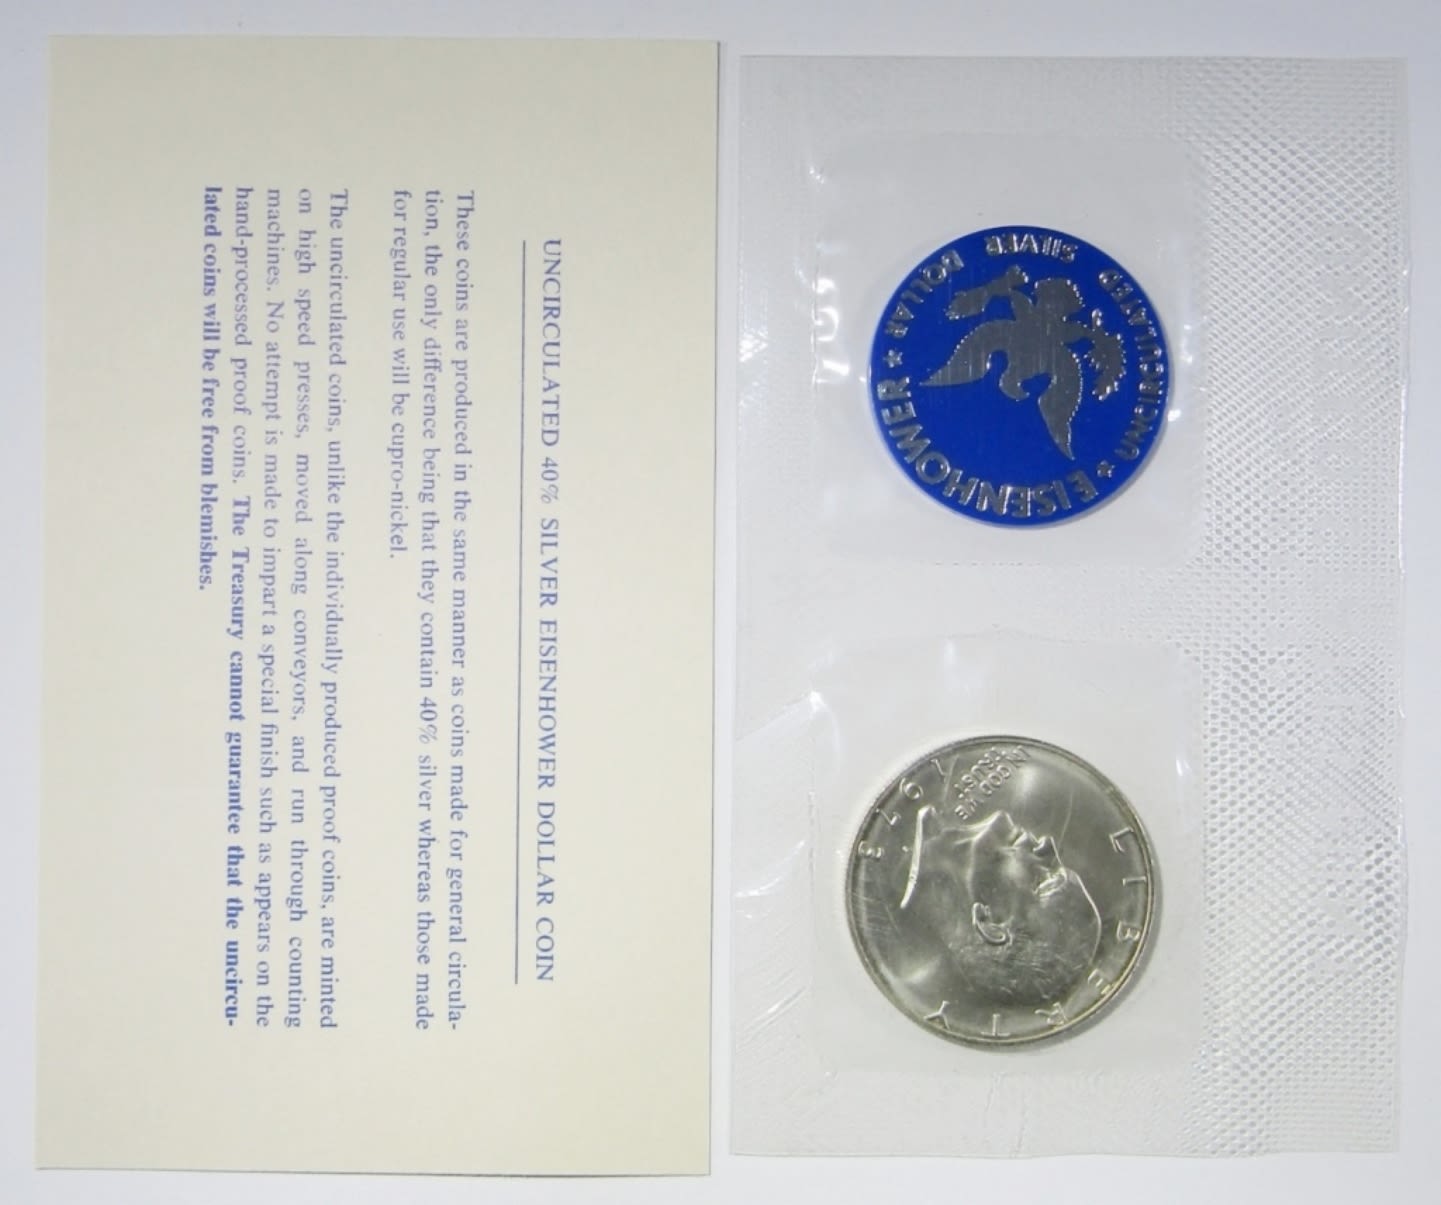 UNCIRCULATED 40% SILVER EISENHOWER DOLLAR COIN
These coins are produced in the same manner as coins made for general circula-
tion, the only difference being that they contain 40% silver whereas those made
for regular use will be cupro-nickel.
The uncirculated coins, unlike the individually produced proof coins, are minted
on high speed presses, moved along conveyors, and run through counting
machines. No attempt is made to impart a special finish such as appears on the
hand-processed proof coins. The Treasury cannot guarantee that the uncircu-
lated coins will be free from blemishes.
UNCIRCULATED SILVER DOLLAR
★ EISENHOWER ★
LIBERTY
IN GOD WE
TRUST
1973